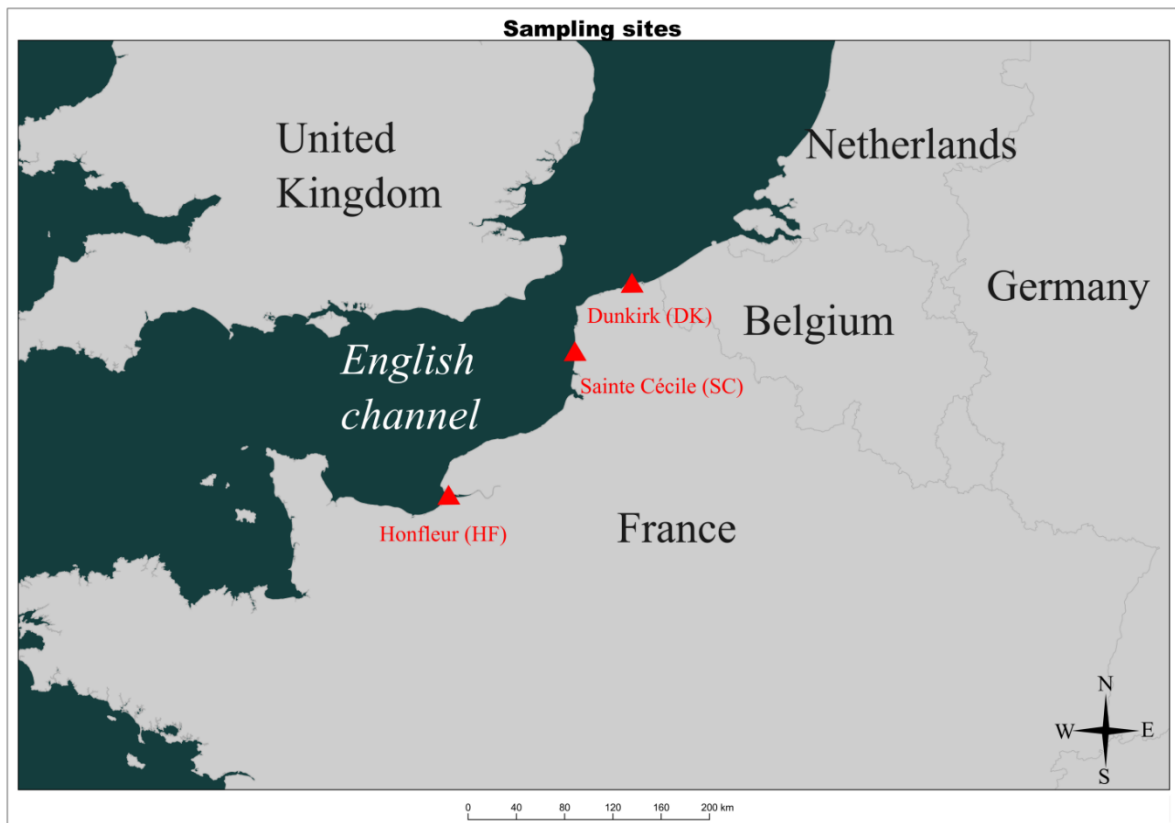 Sampling sites
United
Kingdom
Netherlands
Germany
Dunkirk (DK)
Belgium
English
channel
Sainte Cécile (SC)
Honfleur (HF)
France
N
W E
S
0 40 80 120 160 200 km